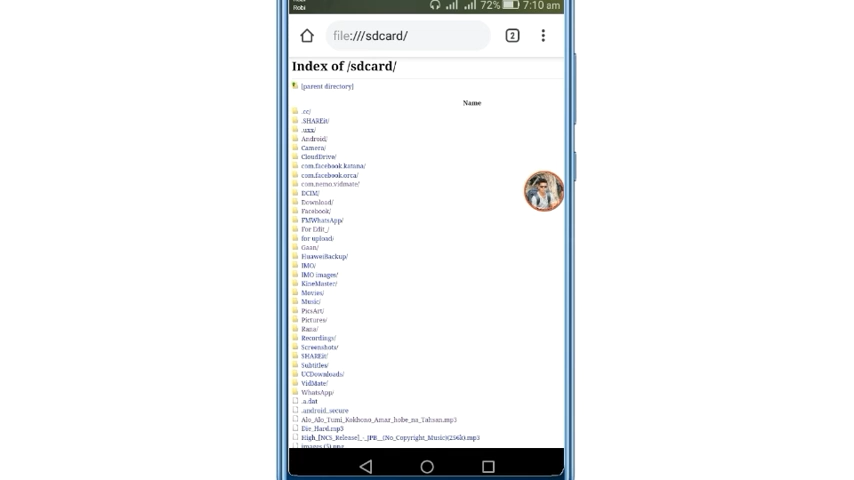 Robi
72% 7:10 am
file:///sdcard/
2
Index of /sdcard/
[parent directory]
Name
.cc/
.SHAREit/
.uxx/
Android/
Camera/
CloudDrive/
com.facebook.katana/
com.facebook.orca/
com.nemo.vidmate/
DCIM/
Download/
Facebook/
FMWhatsApp/
For Edit_/
for upload/
Gaan/
HuaweiBackup/
IMO/
IMO images/
KineMaster/
Movies/
Music/
PicsArt/
Pictures/
Rana/
Recordings/
Screenshots/
SHAREit/
Subtitles/
UCDownloads/
VidMate/
WhatsApp/
.a.dat
.android_secure
Alo_Alo_Tumi_Kokhono_Amar_hobe_na_Tahsan.mp3
Die_Hard.mp3
High_[NCS_Release]_-_JPB__(No_Copyright_Music)(256k).mp3